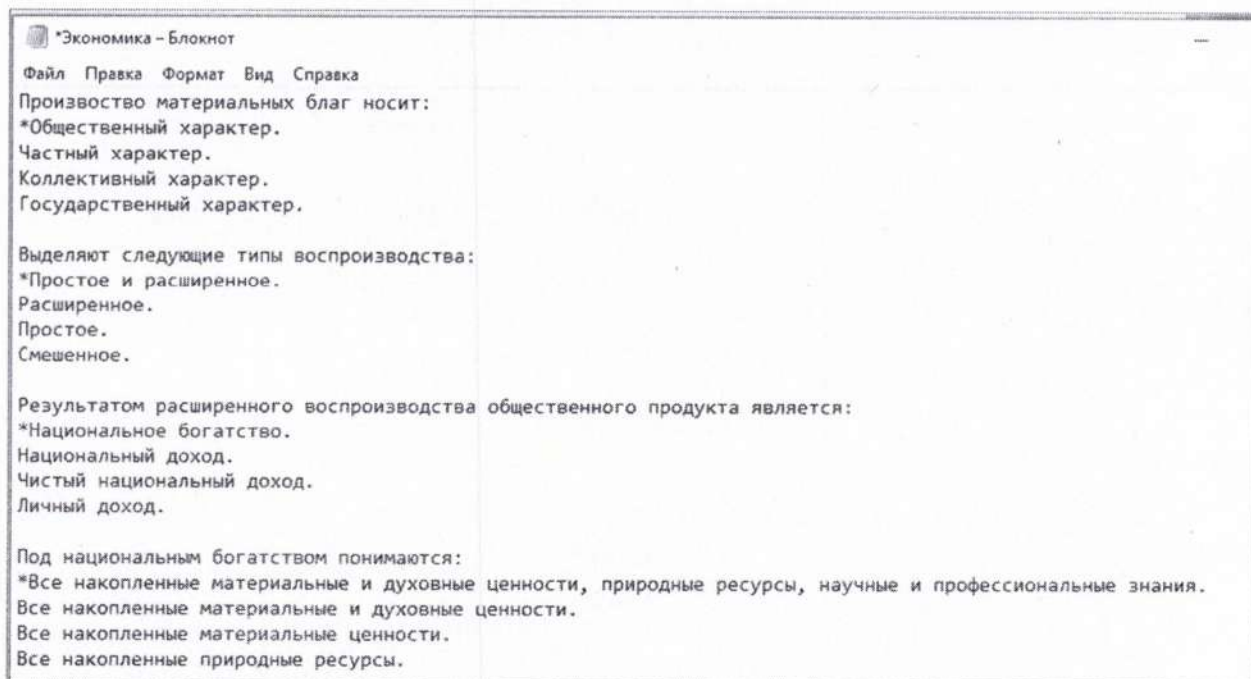 *Экономика – Блокнот
Файл Правка Формат Вид Справка
Произвоство материальных благ носит:
*Общественный характер.
Частный характер.
Коллективный характер.
Государственный характер.
Выделяют следующие типы воспроизводства:
*Простое и расширенное.
Расширенное.
Простое.
Смешенное.
Результатом расширенного воспроизводства общественного продукта является:
*Национальное богатство.
Национальный доход.
Чистый национальный доход.
Личный доход.
Под национальным богатством понимаются:
*Все накопленные материальные и духовные ценности, природные ресурсы, научные и профессиональные знания.
Все накопленные материальные и духовные ценности.
Все накопленные материальные ценности.
Все накопленные природные ресурсы.